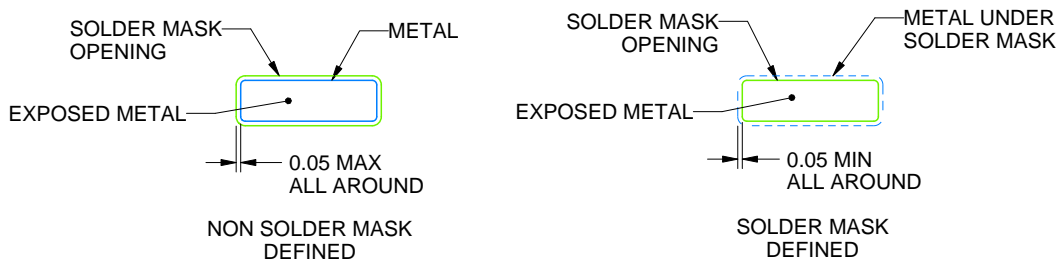 SOLDER MASK
OPENING
METAL
EXPOSED METAL
0.05 MAX
ALL AROUND
NON SOLDER MASK
DEFINED
SOLDER MASK
OPENING
METAL UNDER
SOLDER MASK
EXPOSED METAL
0.05 MIN
ALL AROUND
SOLDER MASK
DEFINED